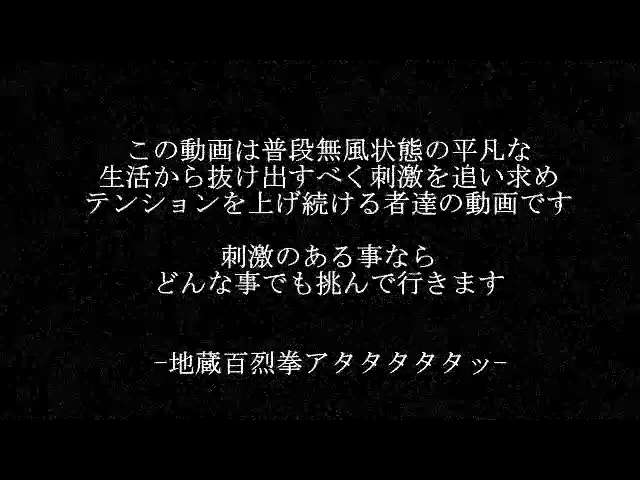 この動画は普段無風状態の平凡な
生活から抜け出すべく刺激を追い求め
テンションを上げ続ける者達の動画です
刺激のある事なら
どんな事でも挑んで行きます
-地蔵百烈拳アタタタタタッ-